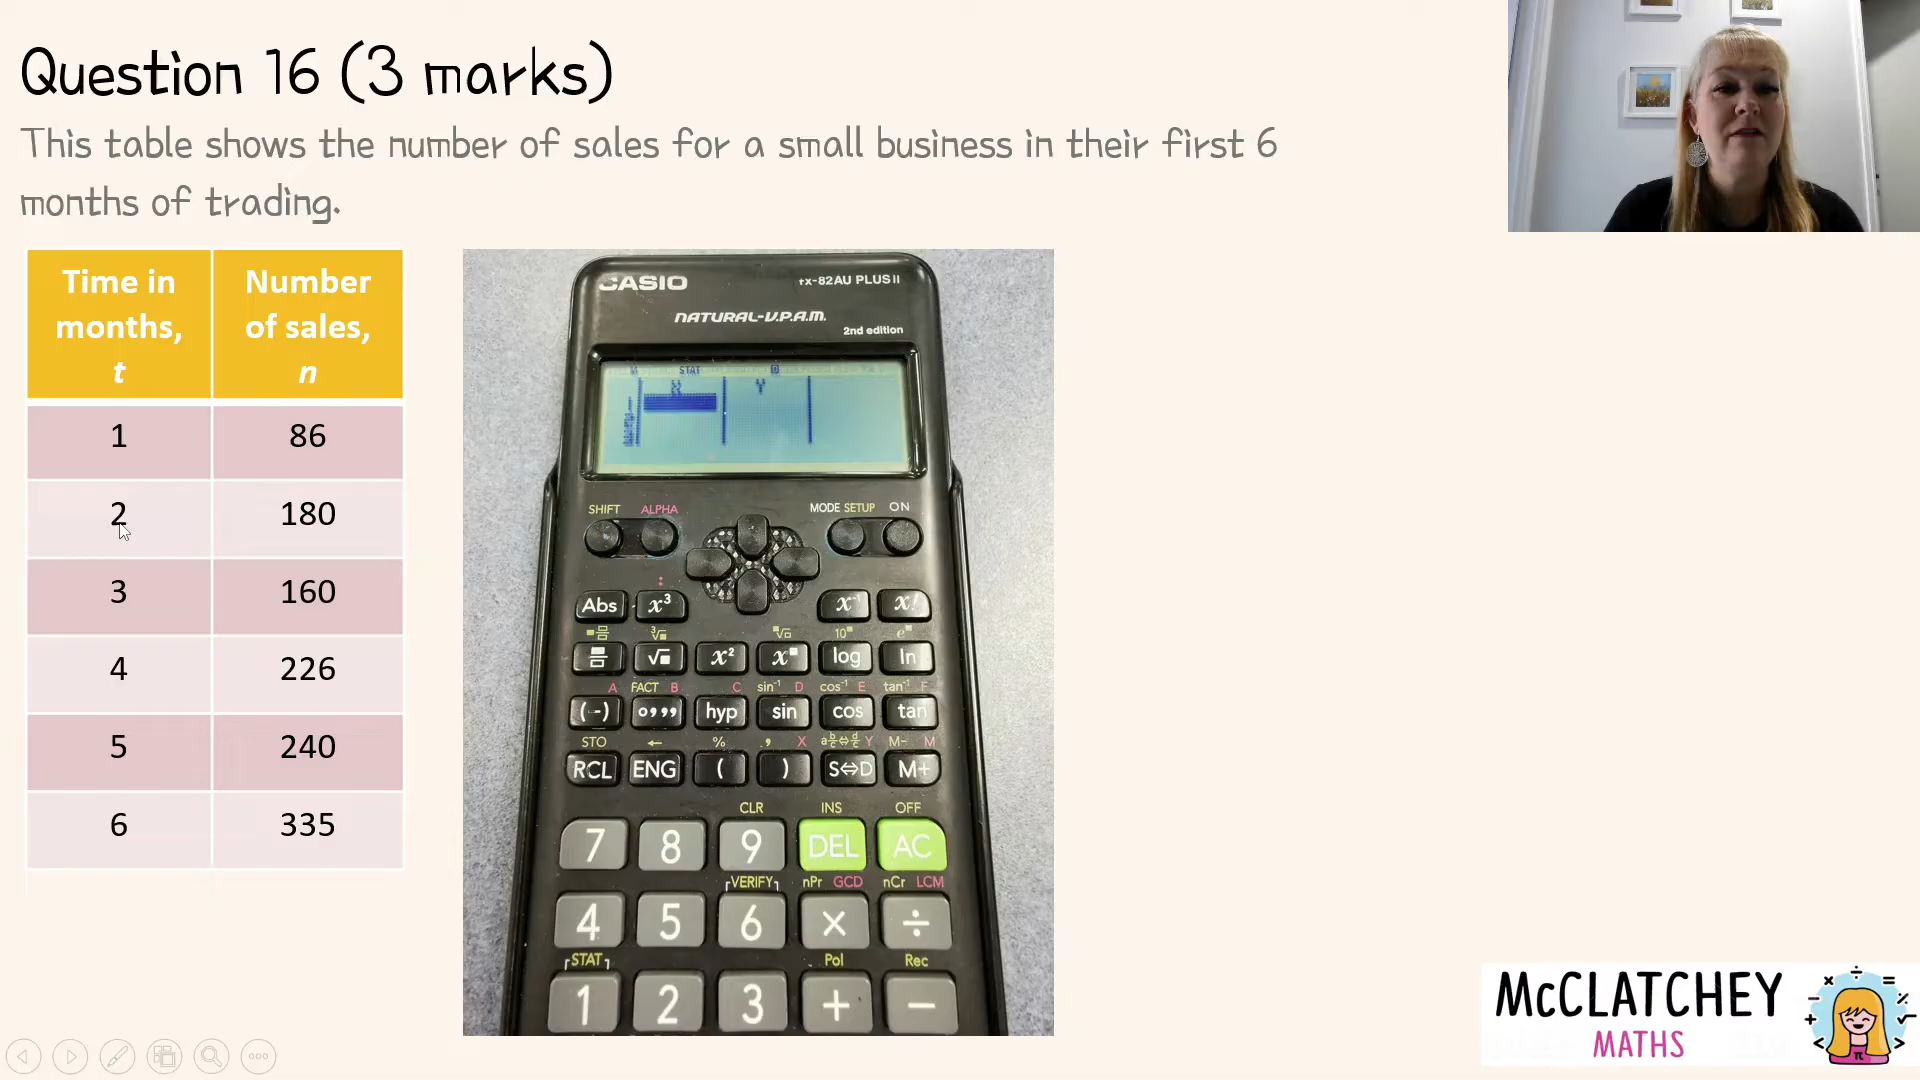 Question 16 (3 marks)
This table shows the number of sales for a small business in their first 6
months of trading.
Time in
months,
t
Number
of sales,
n
1 86
2 180
3 160
4 226
5 240
6 335
CASIO fx-82AU PLUS II
NATURAL-V.P.A.M.
2nd edition
STAT D
X Y
SHIFT ALPHA MODE SETUP ON
:
Abs x³ x⁻¹ x!
³√■ ■√□ 10■ e■
√■ x² x■ log ln
A FACT B C sin⁻¹ D cos⁻¹ E tan⁻¹ F
(-) °,,, hyp sin cos tan
STO ← % , X a b/c⇔d/c Y M- M
RCL ENG ( ) S⇔D M+
CLR INS OFF
7 8 9 DEL AC
VERIFY nPr GCD nCr LCM
4 5 6 × ÷
STAT Pol Rec
1 2 3 + −
McCLATCHEY
MATHS